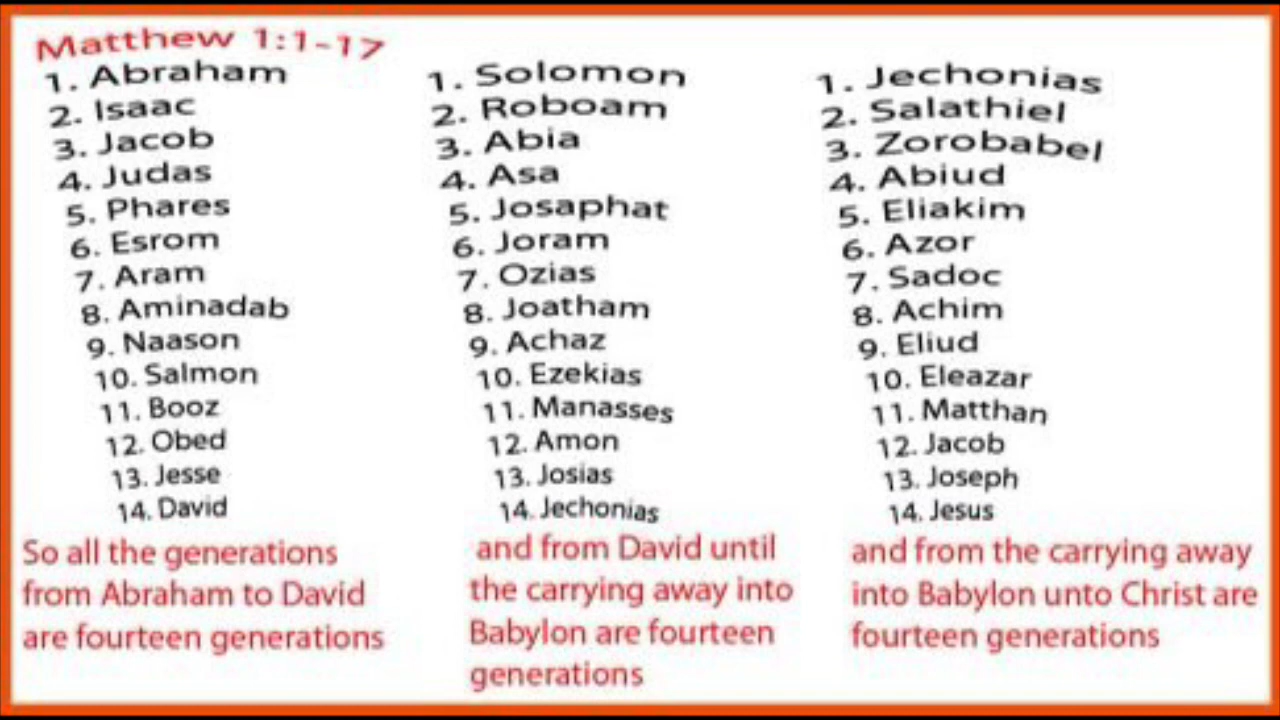 Matthew 1:1-17
1. Abraham
2. Isaac
3. Jacob
4. Judas
5. Phares
6. Esrom
7. Aram
8. Aminadab
9. Naason
10. Salmon
11. Booz
12. Obed
13. Jesse
14. David
So all the generations
from Abraham to David
are fourteen generations
1. Solomon
2. Roboam
3. Abia
4. Asa
5. Josaphat
6. Joram
7. Ozias
8. Joatham
9. Achaz
10. Ezekias
11. Manasses
12. Amon
13. Josias
14. Jechonias
and from David until
the carrying away into
Babylon are fourteen
generations
1. Jechonias
2. Salathiel
3. Zorobabel
4. Abiud
5. Eliakim
6. Azor
7. Sadoc
8. Achim
9. Eliud
10. Eleazar
11. Matthan
12. Jacob
13. Joseph
14. Jesus
and from the carrying away
into Babylon unto Christ are
fourteen generations